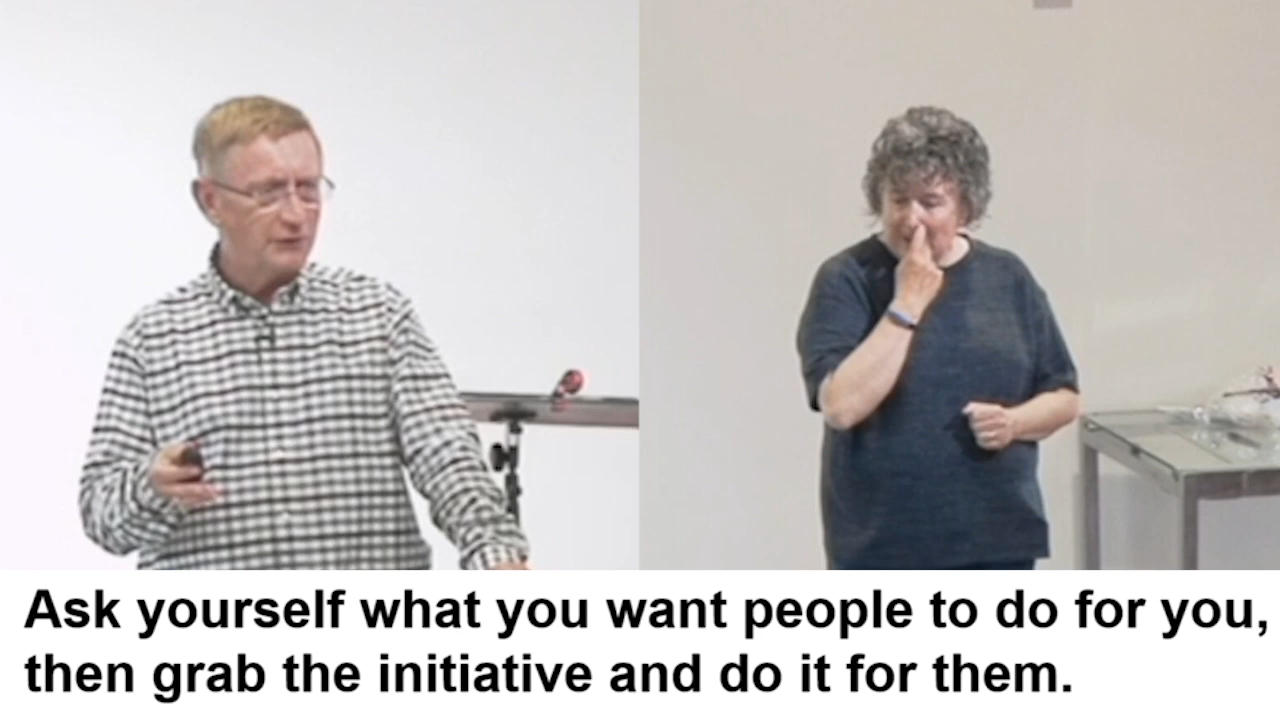 Ask yourself what you want people to do for you,
then grab the initiative and do it for them.